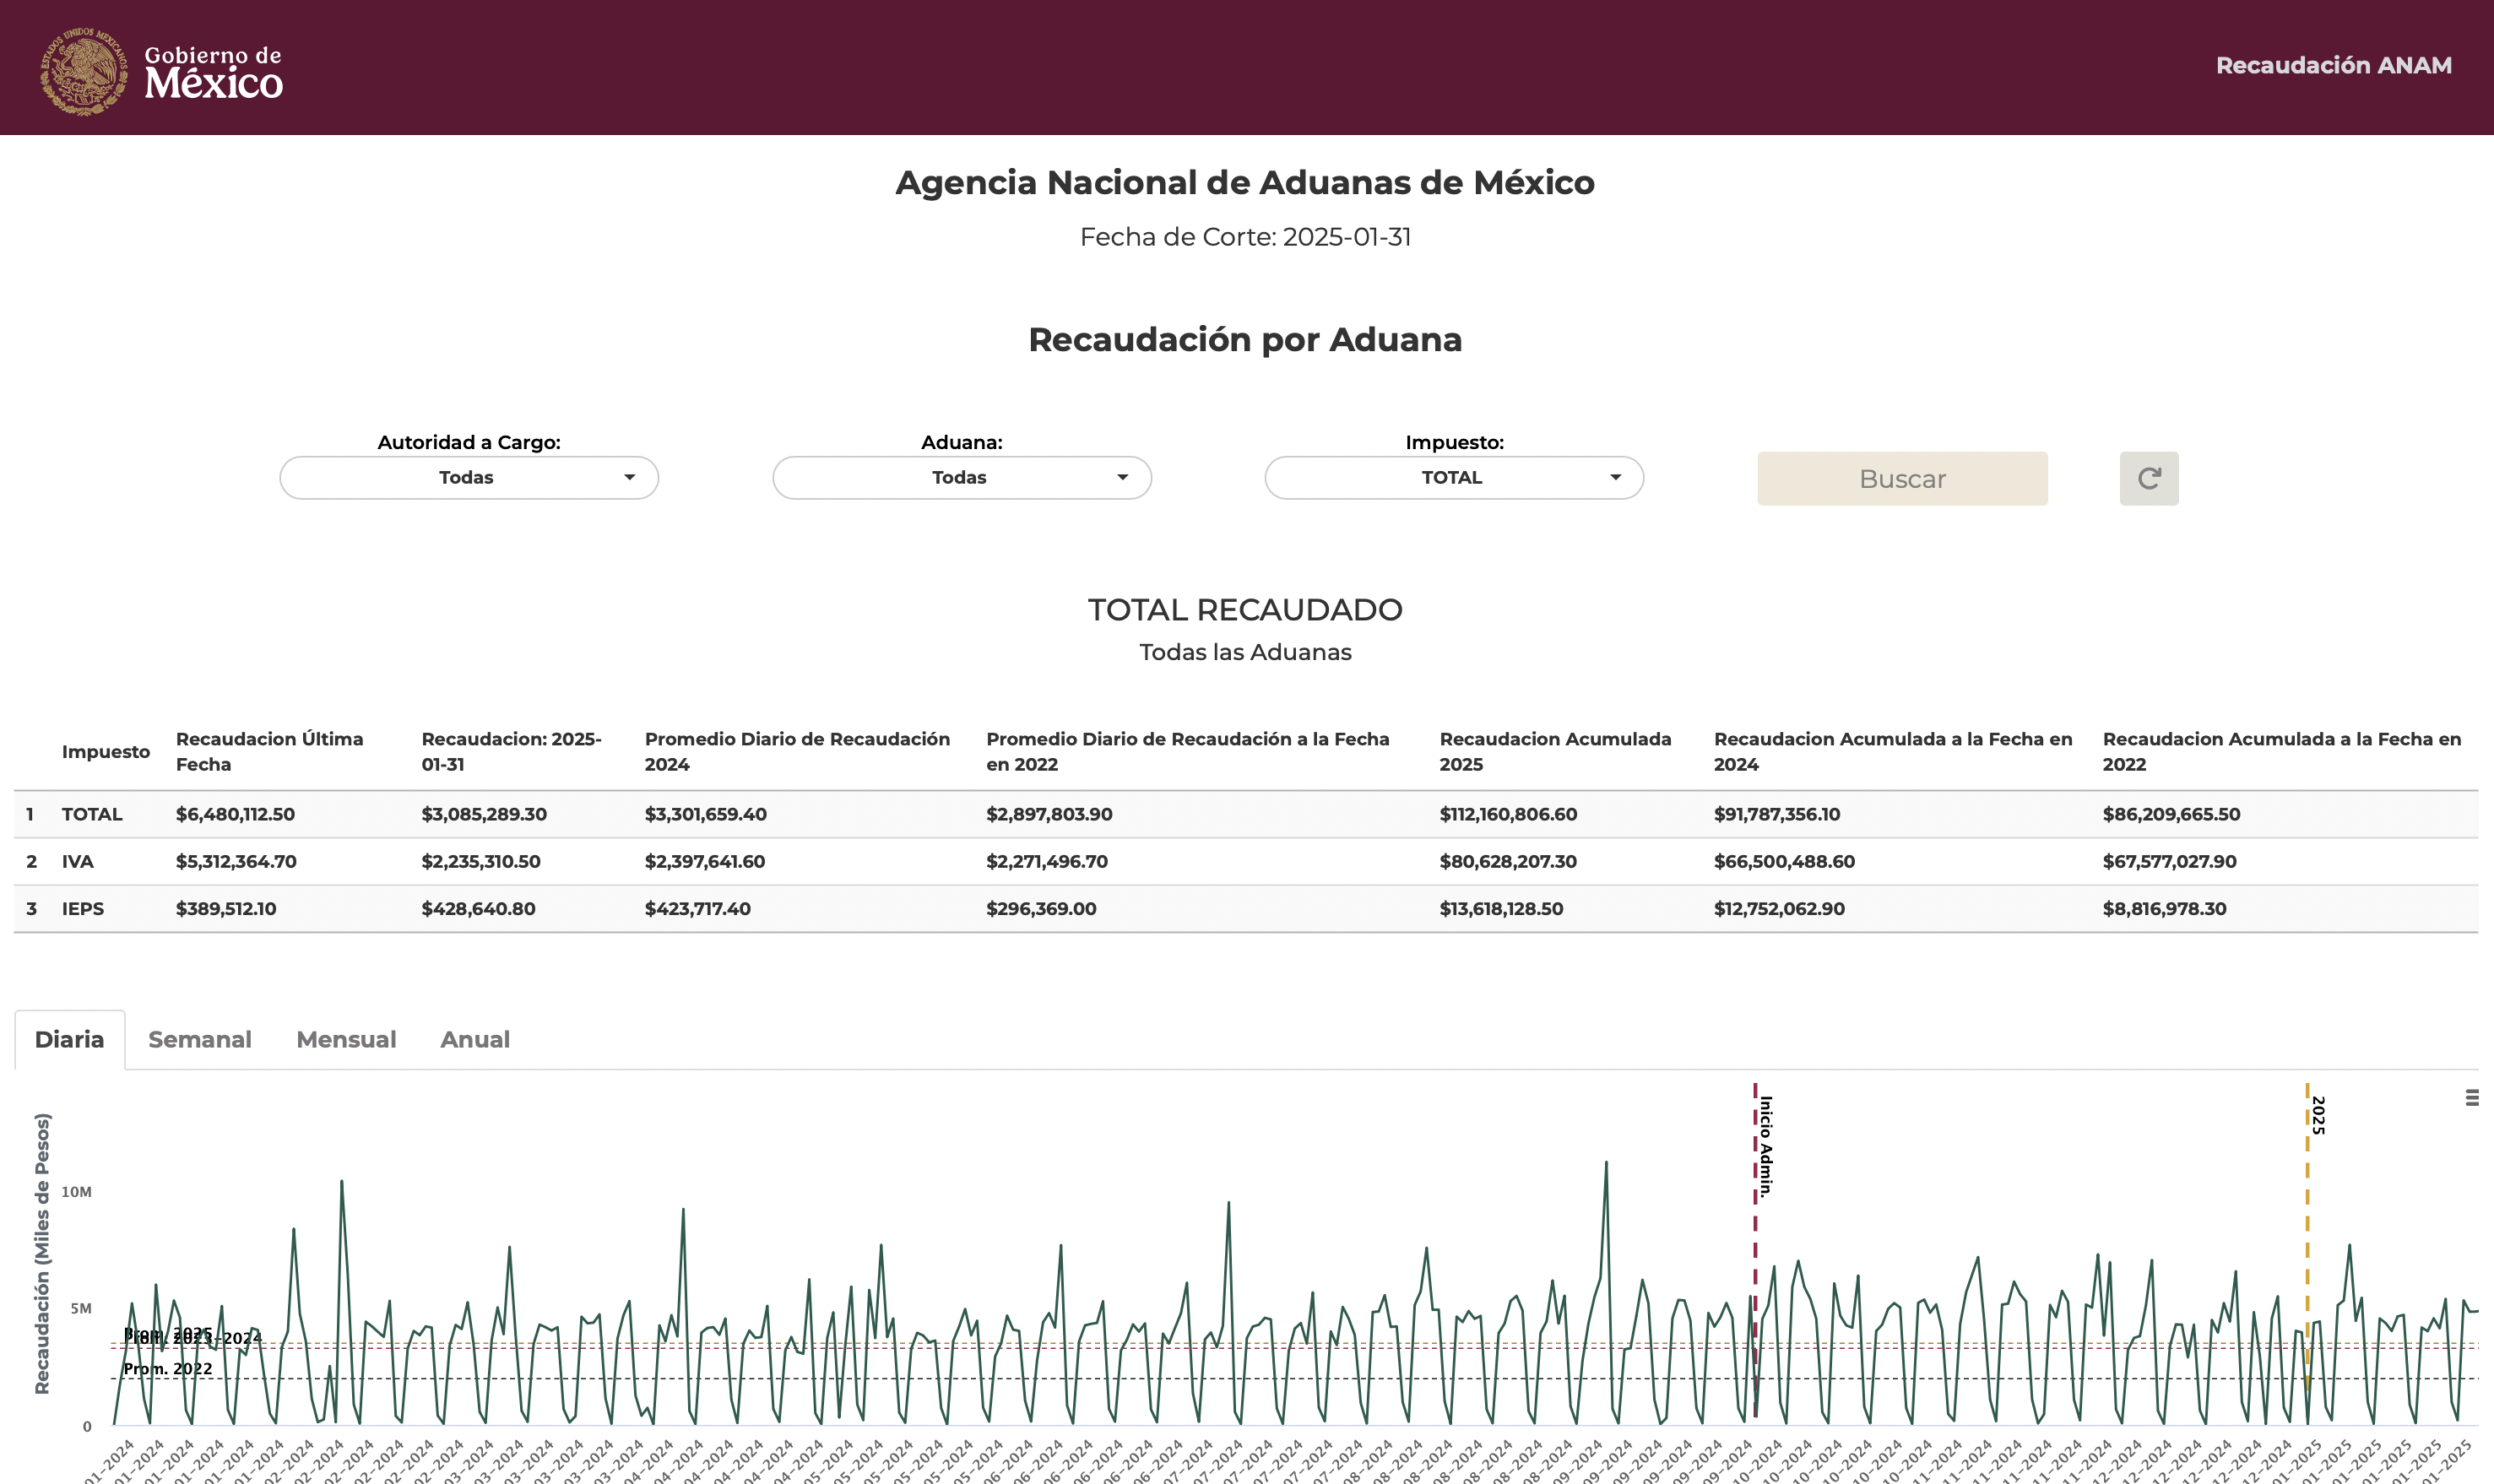 ESTADOS UNIDOS MEXICANOS
Gobierno de
México
Recaudación ANAM
Agencia Nacional de Aduanas de México
Fecha de Corte: 2025-01-31
Recaudación por Aduana
Autoridad a Cargo:
Todas
Aduana:
Todas
Impuesto:
TOTAL
Buscar
TOTAL RECAUDADO
Todas las Aduanas
Impuesto Recaudacion Última Fecha Recaudacion: 2025-01-31 Promedio Diario de Recaudación 2024 Promedio Diario de Recaudación a la Fecha en 2022 Recaudacion Acumulada 2025 Recaudacion Acumulada a la Fecha en 2024 Recaudacion Acumulada a la Fecha en 2022
1 TOTAL $6,480,112.50 $3,085,289.30 $3,301,659.40 $2,897,803.90 $112,160,806.60 $91,787,356.10 $86,209,665.50
2 IVA $5,312,364.70 $2,235,310.50 $2,397,641.60 $2,271,496.70 $80,628,207.30 $66,500,488.60 $67,577,027.90
3 IEPS $389,512.10 $428,640.80 $423,717.40 $296,369.00 $13,618,128.50 $12,752,062.90 $8,816,978.30
Diaria Semanal Mensual Anual
Recaudación (Miles de Pesos)
10M
5M
0
Prom. 2022
Inicio Admin.
2025